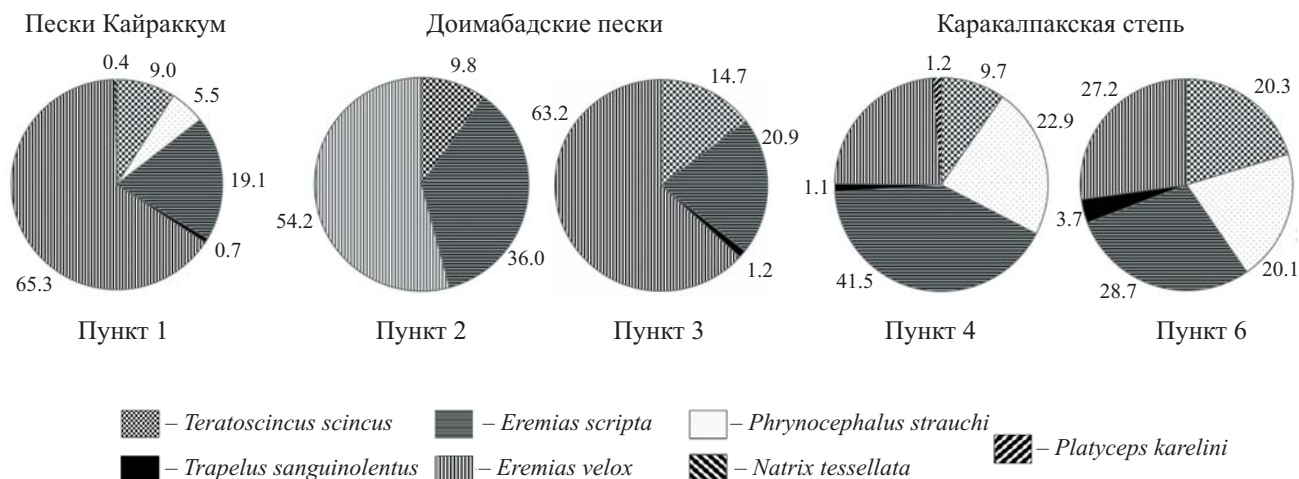 Пески Кайраккум
Доимабадские пески
Каракалпакская степь
0.4
9.0
5.5
19.1
0.7
65.3
9.8
36.0
54.2
14.7
20.9
1.2
63.2
1.2
9.7
22.9
41.5
1.1
20.3
20.1
28.7
3.7
27.2
Пункт 1
Пункт 2
Пункт 3
Пункт 4
Пункт 6
– Teratoscincus scincus
– Eremias scripta
– Phrynocephalus strauchi
– Platyceps karelini
– Trapelus sanguinolentus
– Eremias velox
– Natrix tessellata